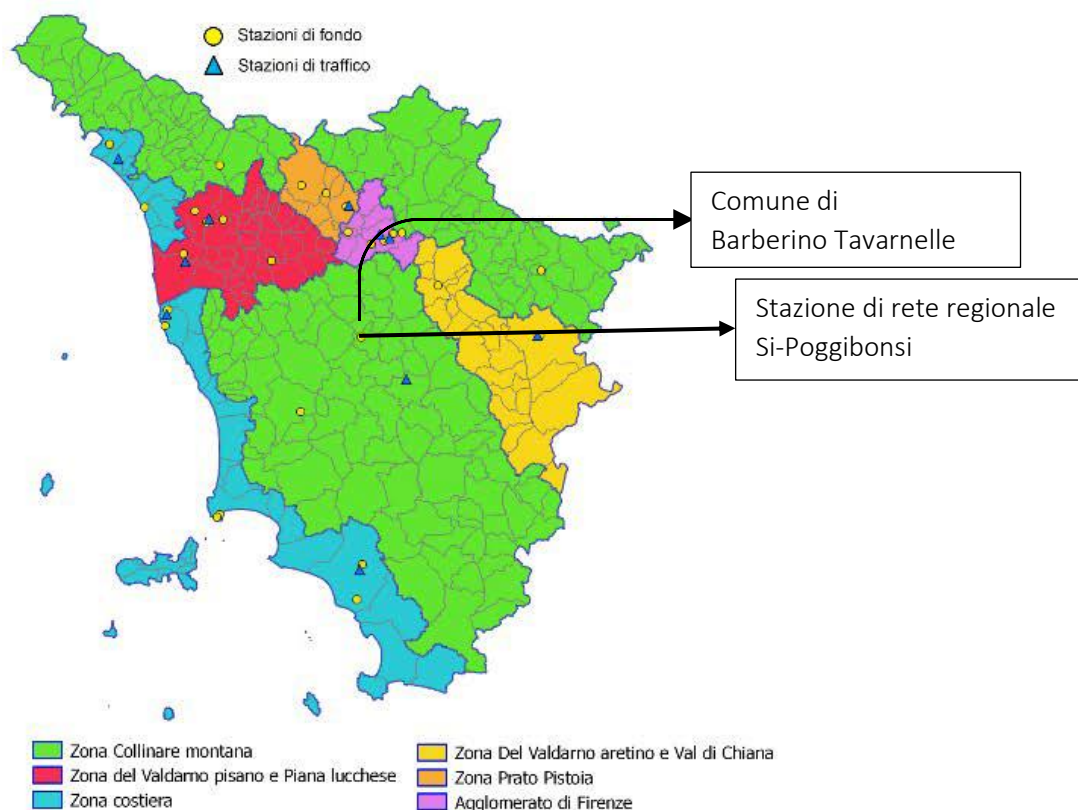 Stazioni di fondo
Stazioni di traffico
Comune di
Barberino Tavarnelle
Stazione di rete regionale
Si-Poggibonsi
Zona Collinare montana
Zona del Valdarno pisano e Piana lucchese
Zona costiera
Zona Del Valdarno aretino e Val di Chiana
Zona Prato Pistoia
Agglomerato di Firenze